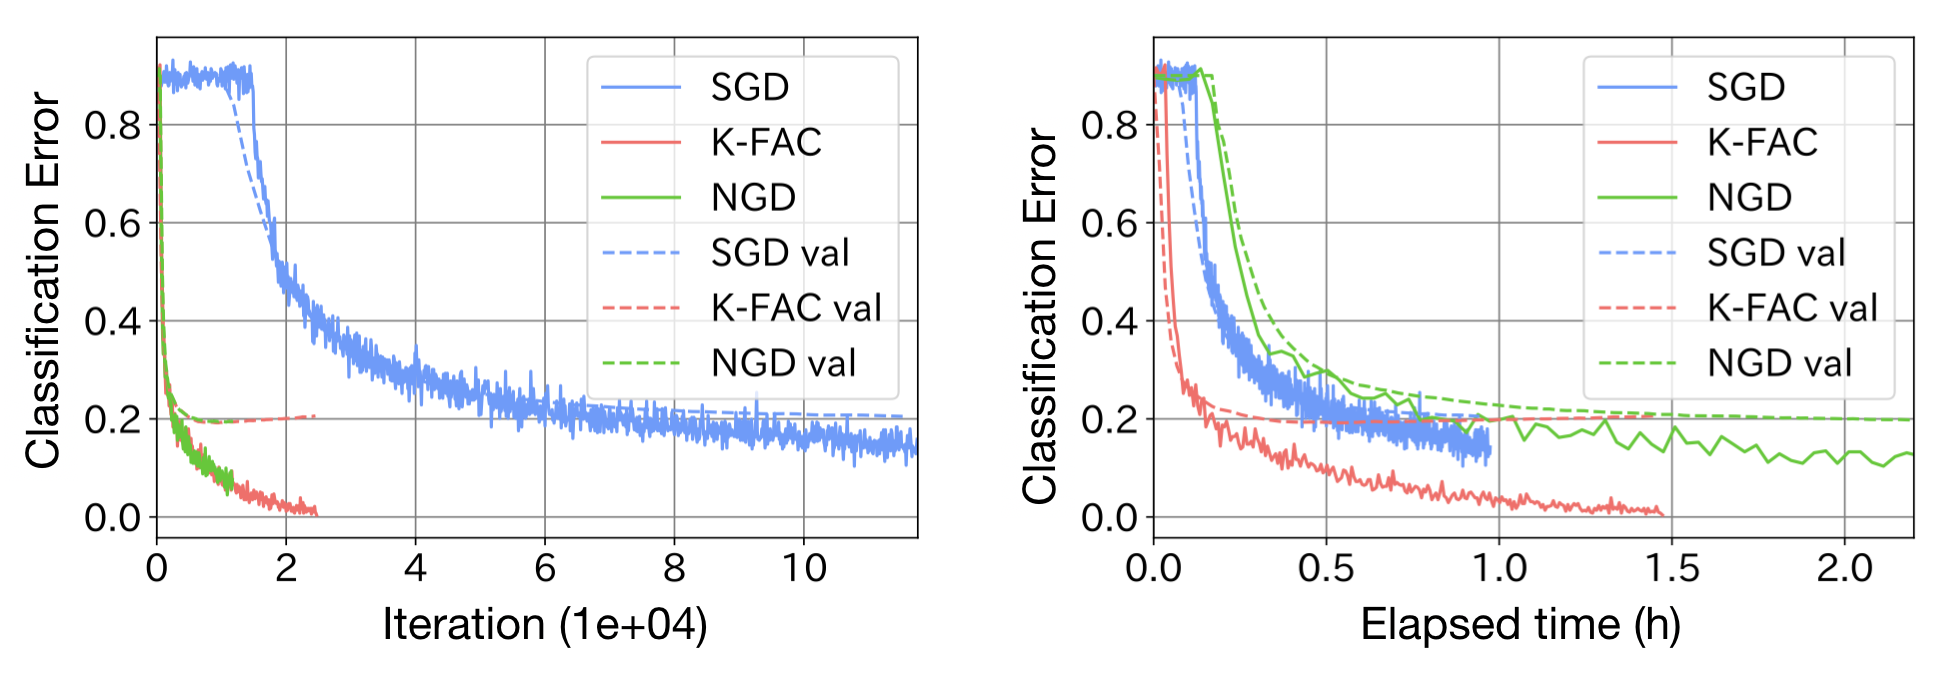 Classification Error
0.8
0.6
0.4
0.2
0.0
0 2 4 6 8 10
Iteration (1e+04)
SGD
K-FAC
NGD
SGD val
K-FAC val
NGD val
Classification Error
0.8
0.6
0.4
0.2
0.0
0.0 0.5 1.0 1.5 2.0
Elapsed time (h)
SGD
K-FAC
NGD
SGD val
K-FAC val
NGD val